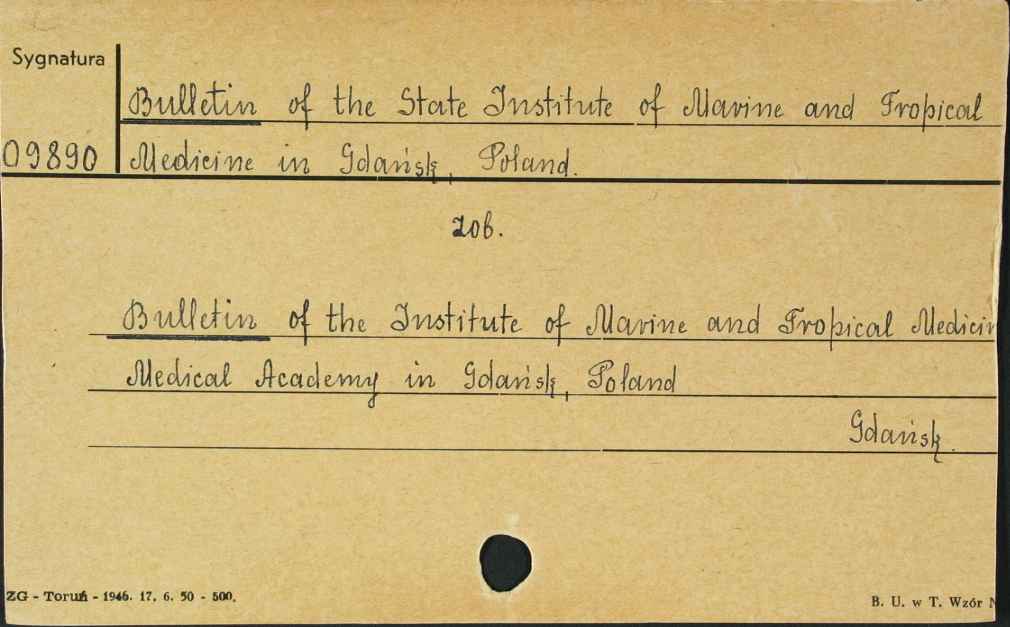 Sygnatura
Bulletin of the State Institute of Marine and Tropical
09890 Medicine in Gdańsk, Poland.
zob.
Bulletin of the Institute of Marine and Tropical Medicin
Medical Academy in Gdańsk, Poland
Gdańsk.
ZG - Toruń - 1946. 17. 6. 50 - 500. B. U. w T. Wzór N